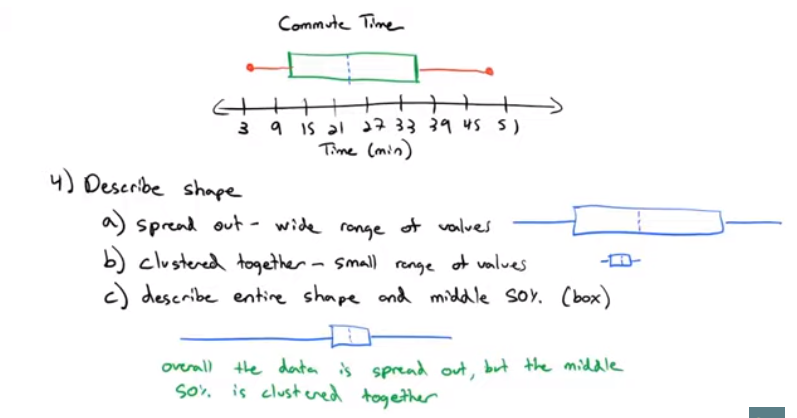 Commute Time
3 9 15 21 27 33 39 45 51
Time (min)
4) Describe shape
a) spread out - wide range of values
b) clustered together - small range of values
c) describe entire shape and middle 50%. (box)
overall the data is spread out, but the middle
50% is clustered together